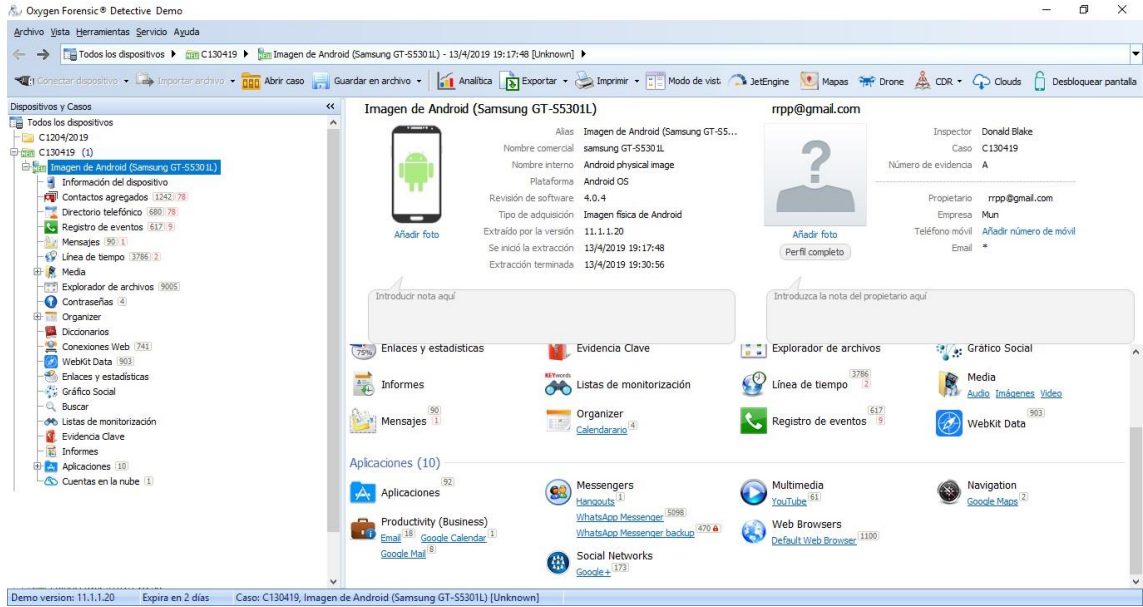 Oxygen Forensic® Detective Demo
Archivo Vista Herramientas Servicio Ayuda
Todos los dispositivos C130419 Imagen de Android (Samsung GT-S5301L) - 13/4/2019 19:17:48 [Unknown]
Conectar dispositivo Importar archivo Abrir caso Guardar en archivo Analítica Exportar Imprimir Modo de vist JetEngine Mapas Drone CDR Clouds Desbloquear pantalla
Dispositivos y Casos
Todos los dispositivos
C1204/2019
C130419 (1)
Imagen de Android (Samsung GT-S5301L)
Información del dispositivo
Contactos agregados 1242 78
Directorio telefónico 680 78
Registro de eventos 617 9
Mensajes 90 1
Línea de tiempo 3786 2
Media
Explorador de archivos 9005
Contraseñas 4
Organizer
Diccionarios
Conexiones Web 741
WebKit Data 903
Enlaces y estadísticas
Gráfico Social
Buscar
Listas de monitorización
Evidencia Clave
Informes
Aplicaciones 10
Cuentas en la nube 1
Imagen de Android (Samsung GT-S5301L)
Añadir foto
Alias Imagen de Android (Samsung GT-S5...
Nombre comercial samsung GT-S5301L
Nombre interno Android physical image
Plataforma Android OS
Revisión de software 4.0.4
Tipo de adquisición Imagen física de Android
Extraído por la versión 11.1.1.20
Se inició la extracción 13/4/2019 19:17:48
Extracción terminada 13/4/2019 19:30:56
Introducir nota aquí
rrpp@gmail.com
Añadir foto
Perfil completo
Inspector Donald Blake
Caso C130419
Número de evidencia A
Propietario rrpp@gmail.com
Empresa Mun
Teléfono móvil Añadir número de móvil
Email *
Introduzca la nota del propietario aquí
75% Enlaces y estadísticas
Evidencia Clave
Explorador de archivos
Gráfico Social
Informes
KEYwords Listas de monitorización
Línea de tiempo 3786 2
Media
Audio Imágenes Video
Mensajes 90 1
Organizer
Calendarario 4
Registro de eventos 617 9
WebKit Data 903
Aplicaciones (10)
Aplicaciones 92
Messengers
Hangouts 1
WhatsApp Messenger 5098
WhatsApp Messenger backup 470
Multimedia
YouTube 61
Navigation
Google Maps 2
Productivity (Business)
Email 18 Google Calendar 1
Google Mail 8
Social Networks
Google+ 173
Web Browsers
Default Web Browser 1100
Demo version: 11.1.1.20 Expira en 2 días Caso: C130419, Imagen de Android (Samsung GT-S5301L) [Unknown]